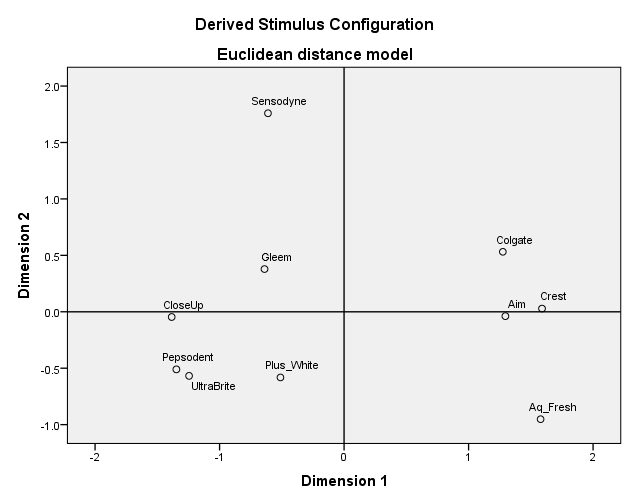 Derived Stimulus Configuration
Euclidean distance model
2.0
1.5
1.0
0.5
0.0
-0.5
-1.0
Dimension 2
Sensodyne
Colgate
Gleem
Crest
CloseUp
Aim
Pepsodent
Plus_White
UltraBrite
Aq_Fresh
-2 -1 0 1 2
Dimension 1